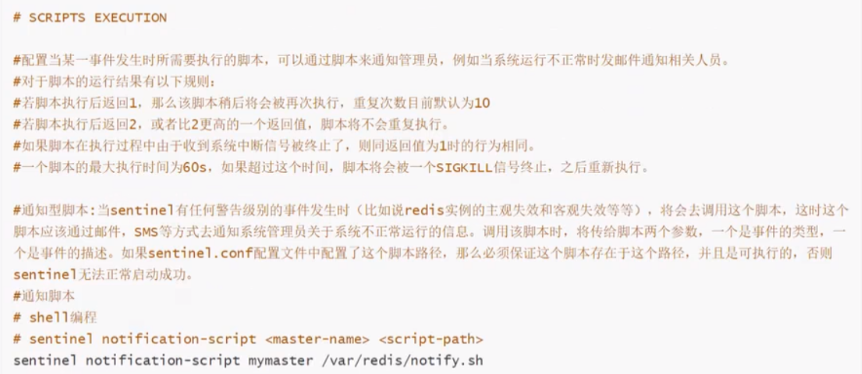 # SCRIPTS EXECUTION
#配置当某一事件发生时所需要执行的脚本，可以通过脚本来通知管理员，例如当系统运行不正常时发邮件通知相关人员。
#对于脚本的运行结果有以下规则：
#若脚本执行后返回1，那么该脚本稍后将会被再次执行，重复次数目前默认为10
#若脚本执行后返回2，或者比2更高的一个返回值，脚本将不会重复执行。
#如果脚本在执行过程中由于收到系统中断信号被终止了，则同返回值为1时的行为相同。
#一个脚本的最大执行时间为60s，如果超过这个时间，脚本将会被一个SIGKILL信号终止，之后重新执行。
#通知型脚本:当sentinel有任何警告级别的事件发生时（比如说redis实例的主观失效和客观失效等等），将会去调用这个脚本，这时这个
脚本应该通过邮件，SMS等方式去通知系统管理员关于系统不正常运行的信息。调用该脚本时，将传给脚本两个参数，一个是事件的类型，一
个是事件的描述。如果sentinel.conf配置文件中配置了这个脚本路径，那么必须保证这个脚本存在于这个路径，并且是可执行的，否则
sentinel无法正常启动成功。
#通知脚本
# shell编程
# sentinel notification-script <master-name> <script-path>
sentinel notification-script mymaster /var/redis/notify.sh